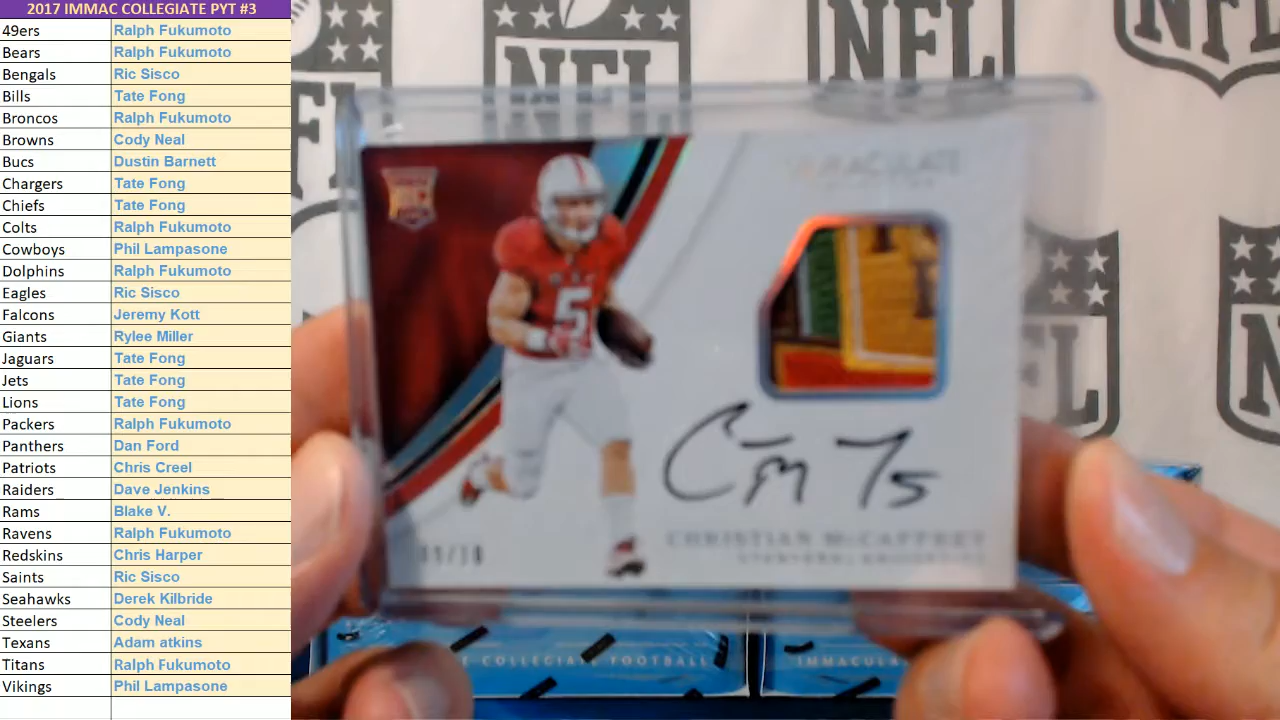 2017 IMMAC COLLEGIATE PYT #3
49ers Ralph Fukumoto
Bears Ralph Fukumoto
Bengals Ric Sisco
Bills Tate Fong
Broncos Ralph Fukumoto
Browns Cody Neal
Bucs Dustin Barnett
Chargers Tate Fong
Chiefs Tate Fong
Colts Ralph Fukumoto
Cowboys Phil Lampasone
Dolphins Ralph Fukumoto
Eagles Ric Sisco
Falcons Jeremy Kott
Giants Rylee Miller
Jaguars Tate Fong
Jets Tate Fong
Lions Tate Fong
Packers Ralph Fukumoto
Panthers Dan Ford
Patriots Chris Creel
Raiders Dave Jenkins
Rams Blake V.
Ravens Ralph Fukumoto
Redskins Chris Harper
Saints Ric Sisco
Seahawks Derek Kilbride
Steelers Cody Neal
Texans Adam atkins
Titans Ralph Fukumoto
Vikings Phil Lampasone
NFL
NFL
NFL
IMMACULATE
RC
5
CHRISTIAN McCAFFREY
STANFORD UNIVERSITY
COLLEGIATE FOOTBALL